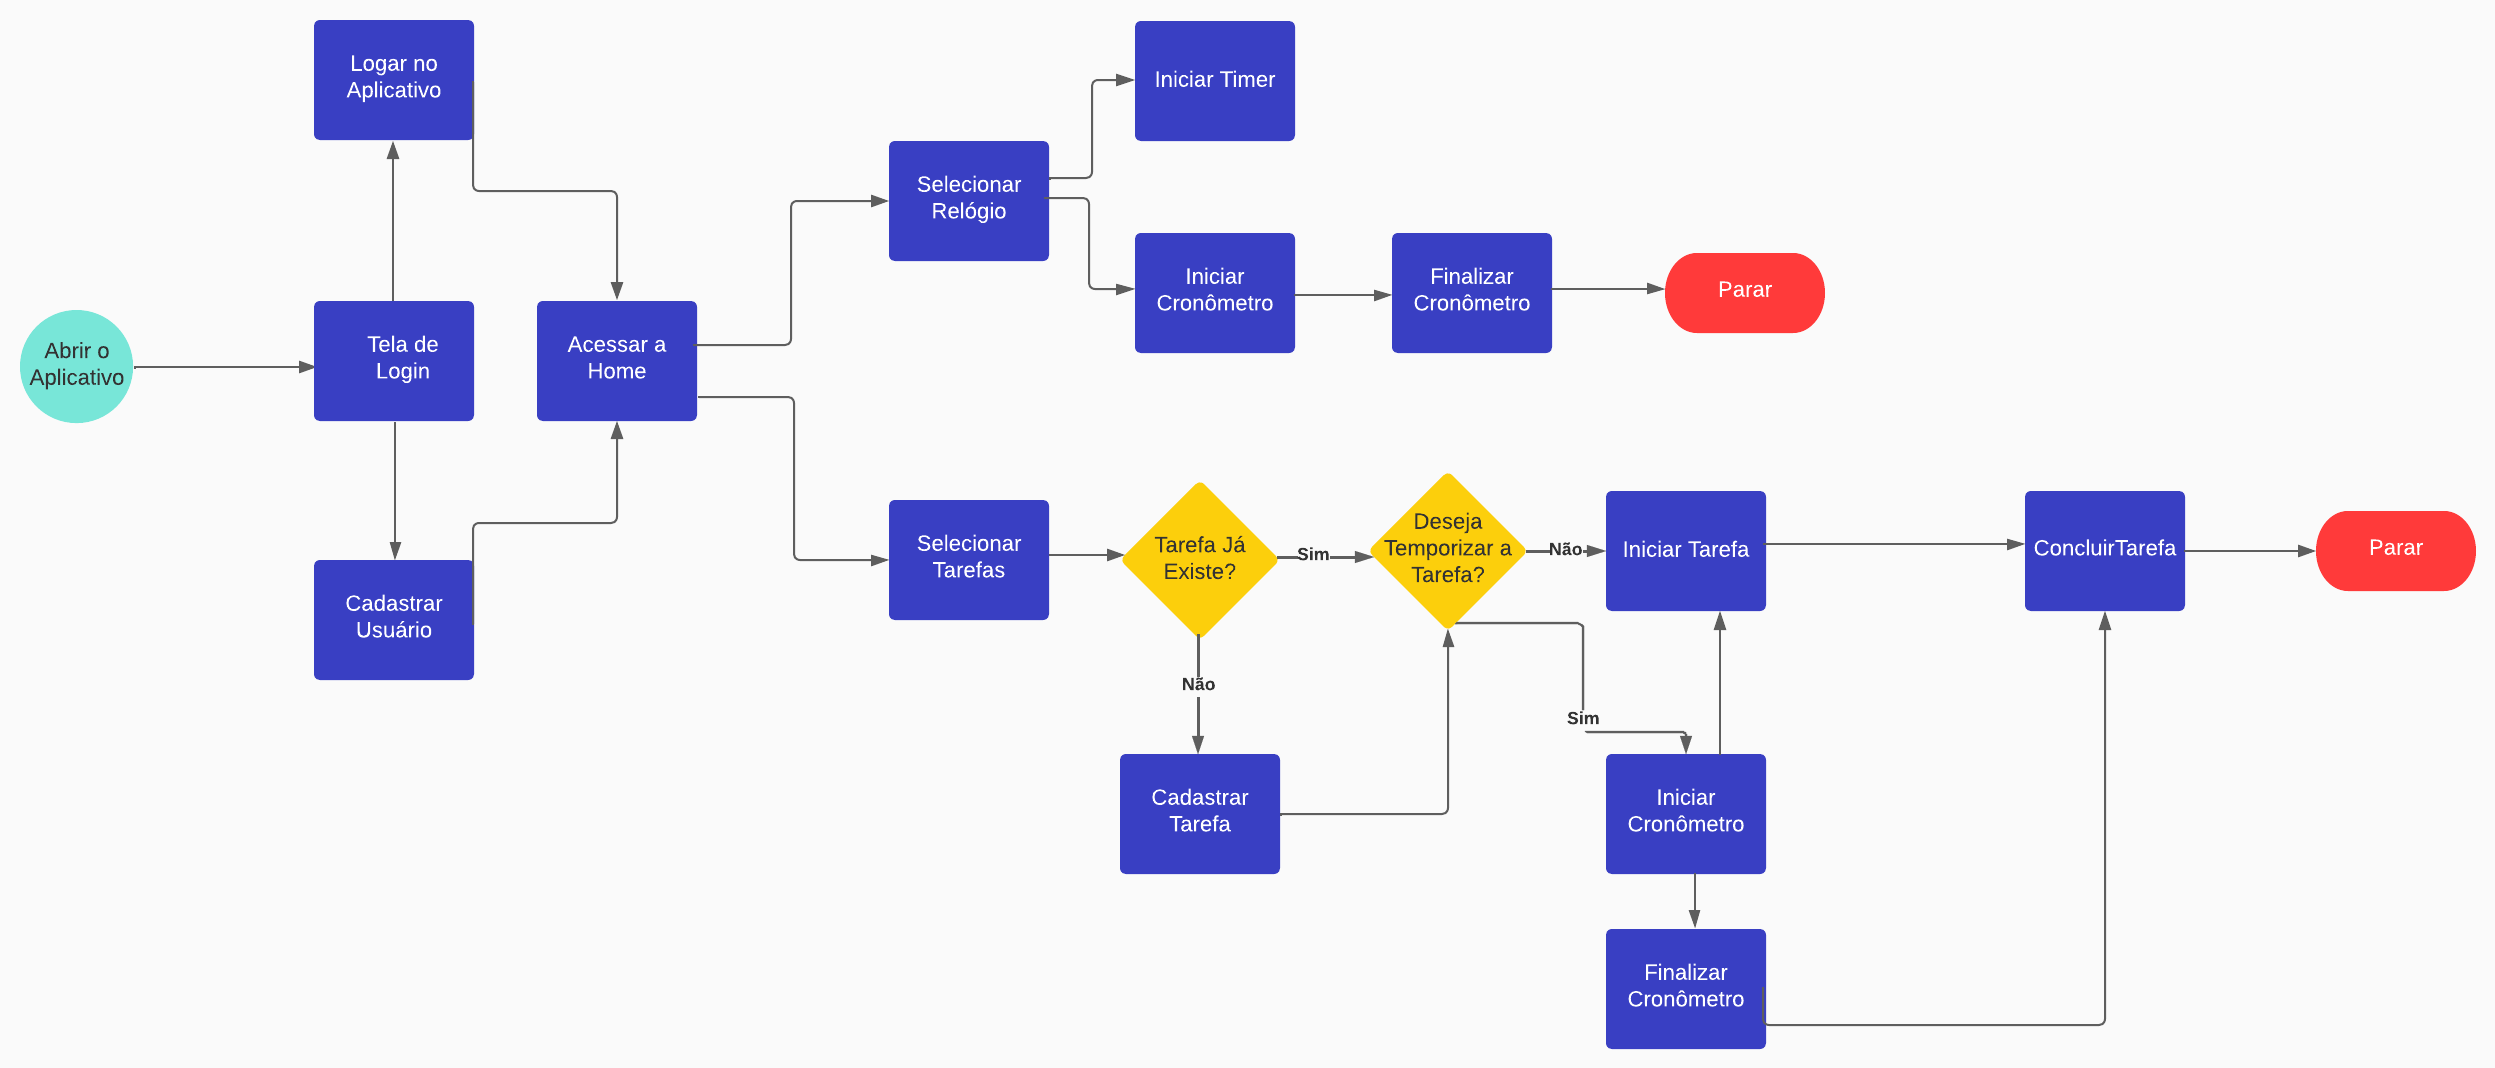 Logar no
Aplicativo
Iniciar Timer
Selecionar
Relógio
Iniciar
Cronômetro
Finalizar
Cronômetro
Parar
Abrir o
Aplicativo
Tela de
Login
Acessar a
Home
Selecionar
Tarefas
Tarefa Já
Existe?
Sim
Deseja
Temporizar a
Tarefa?
Não
Iniciar Tarefa
ConcluirTarefa
Parar
Cadastrar
Usuário
Não
Sim
Cadastrar
Tarefa
Iniciar
Cronômetro
Finalizar
Cronômetro